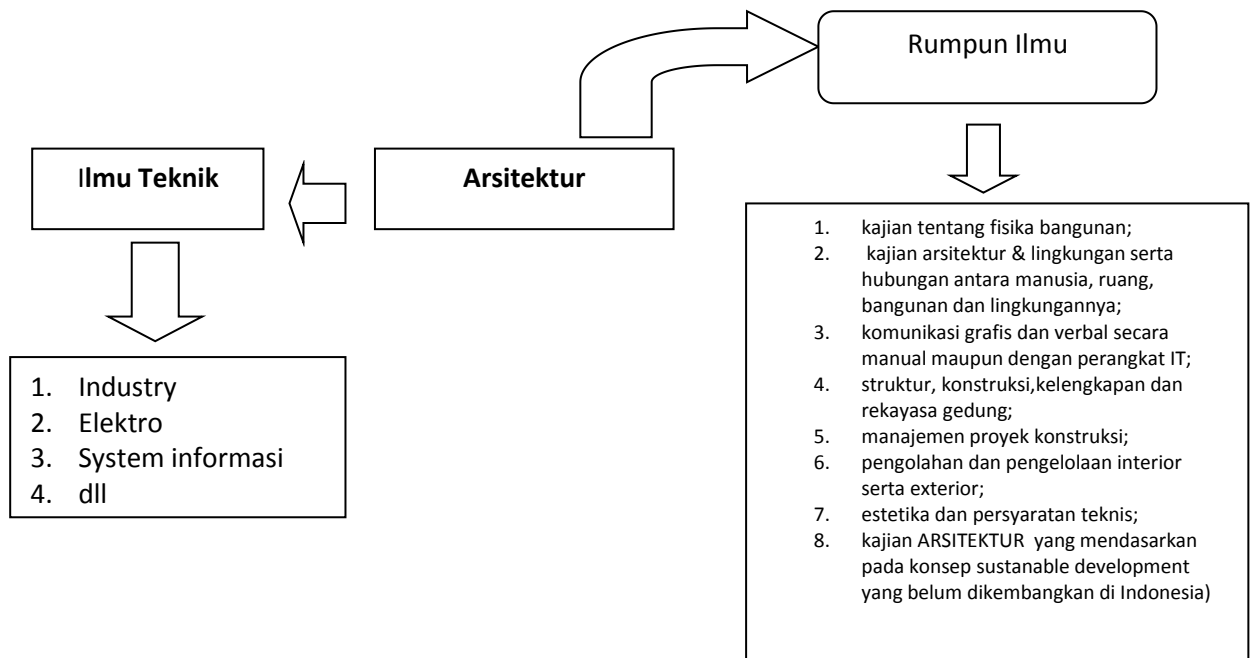 Rumpun Ilmu
Ilmu Teknik
Arsitektur
1. Industry
2. Elektro
3. System informasi
4. dll
1. kajian tentang fisika bangunan;
2. kajian arsitektur & lingkungan serta
hubungan antara manusia, ruang,
bangunan dan lingkungannya;
3. komunikasi grafis dan verbal secara
manual maupun dengan perangkat IT;
4. struktur, konstruksi,kelengkapan dan
rekayasa gedung;
5. manajemen proyek konstruksi;
6. pengolahan dan pengelolaan interior
serta exterior;
7. estetika dan persyaratan teknis;
8. kajian ARSITEKTUR yang mendasarkan
pada konsep sustanable development
yang belum dikembangkan di Indonesia)